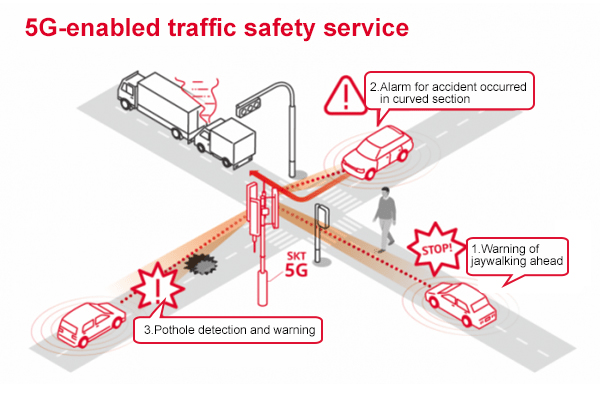 5G-enabled traffic safety service
2.Alarm for accident occurred
in curved section
STOP!
1.Warning of
jaywalking ahead
SKT
5G
!
!
3.Pothole detection and warning